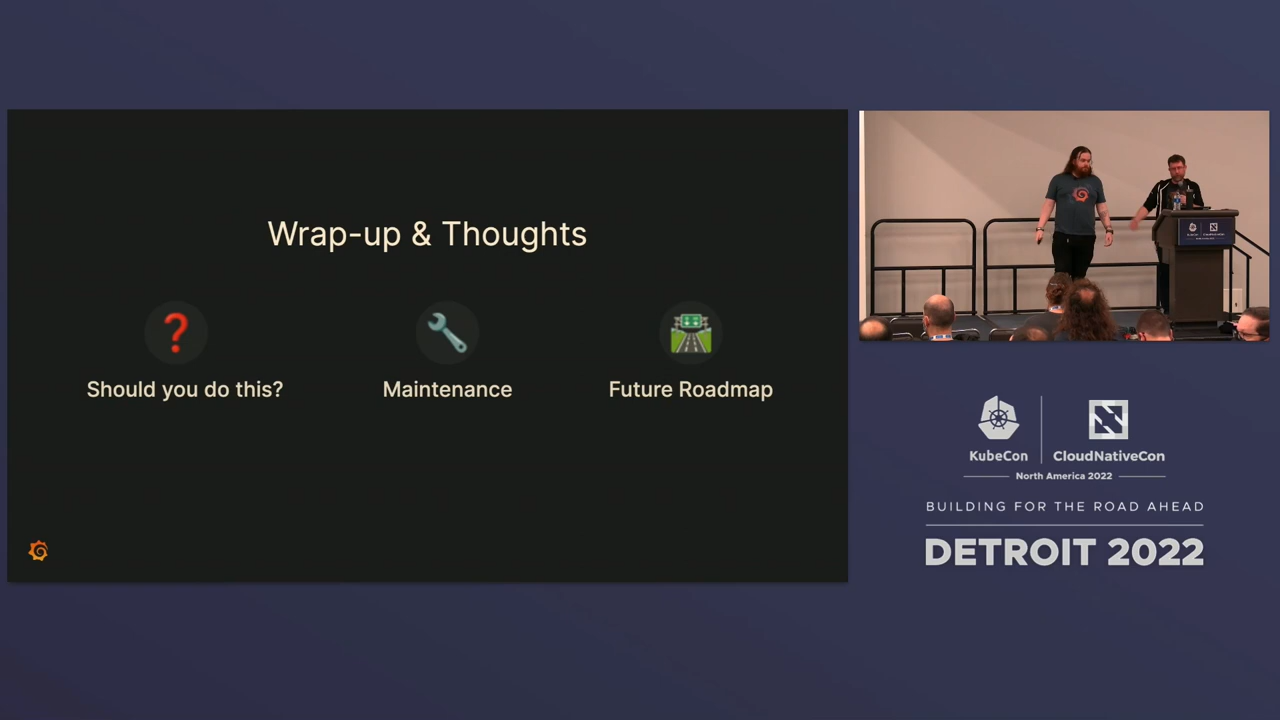 Wrap-up & Thoughts
Should you do this?
Maintenance
Future Roadmap
KubeCon
CloudNativeCon
North America 2022
BUILDING FOR THE ROAD AHEAD
DETROIT 2022